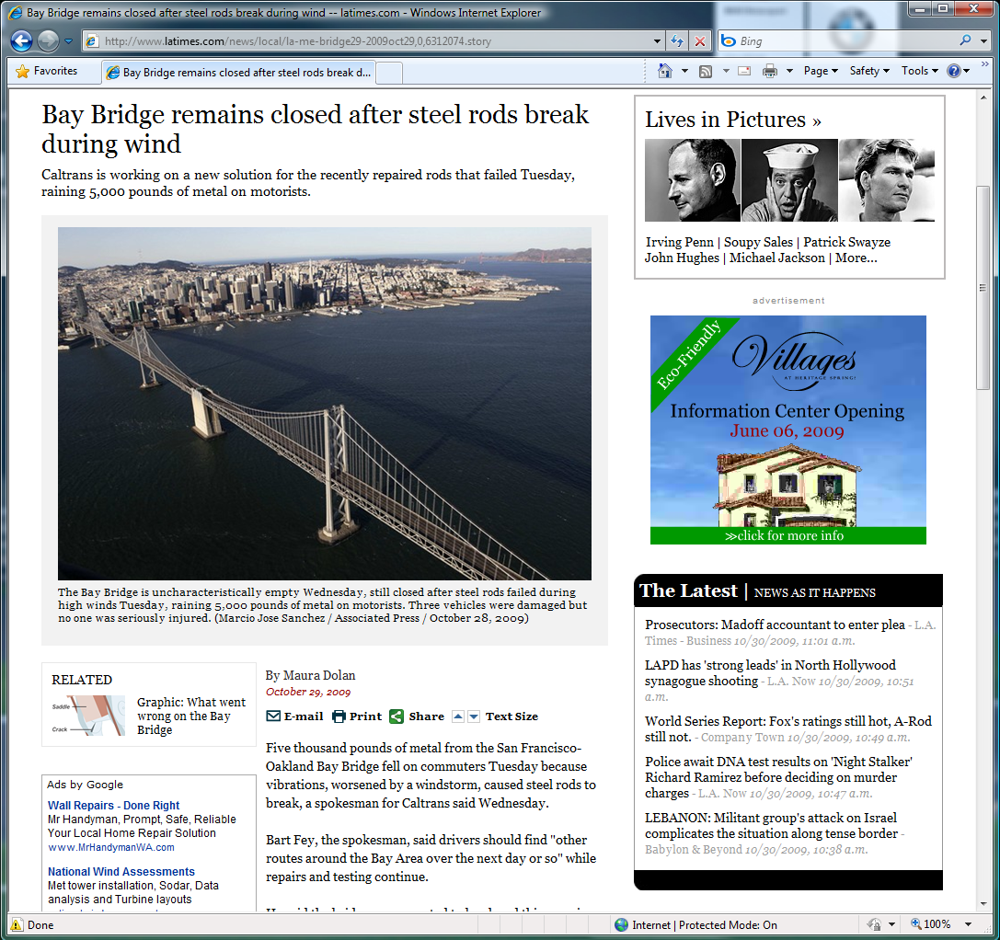 Bay Bridge remains closed after steel rods break during wind -- latimes.com - Windows Internet Explorer
http://www.latimes.com/news/local/la-me-bridge29-2009oct29,0,6312074.story
Bing
Favorites
Bay Bridge remains closed after steel rods break d...
Page
Safety
Tools
Bay Bridge remains closed after steel rods break
during wind
Caltrans is working on a new solution for the recently repaired rods that failed Tuesday,
raining 5,000 pounds of metal on motorists.
The Bay Bridge is uncharacteristically empty Wednesday, still closed after steel rods failed during
high winds Tuesday, raining 5,000 pounds of metal on motorists. Three vehicles were damaged but
no one was seriously injured. (Marcio Jose Sanchez / Associated Press / October 28, 2009)
RELATED
Saddle
Crack
Graphic: What went
wrong on the Bay
Bridge
Ads by Google
Wall Repairs - Done Right
Mr Handyman, Prompt, Safe, Reliable
Your Local Home Repair Solution
www.MrHandymanWA.com
National Wind Assessments
Met tower installation, Sodar, Data
analysis and Turbine layouts
By Maura Dolan
October 29, 2009
E-mail Print Share Text Size
Five thousand pounds of metal from the San Francisco-
Oakland Bay Bridge fell on commuters Tuesday because
vibrations, worsened by a windstorm, caused steel rods to
break, a spokesman for Caltrans said Wednesday.
Bart Fey, the spokesman, said drivers should find "other
routes around the Bay Area over the next day or so" while
repairs and testing continue.
Lives in Pictures »
Irving Penn | Soupy Sales | Patrick Swayze
John Hughes | Michael Jackson | More...
advertisement
Eco-Friendly
Villages
AT HERITAGE SPRINGS
Information Center Opening
June 06, 2009
≫click for more info
The Latest | NEWS AS IT HAPPENS
Prosecutors: Madoff accountant to enter plea - L.A.
Times - Business 10/30/2009, 11:01 a.m.
LAPD has 'strong leads' in North Hollywood
synagogue shooting - L.A. Now 10/30/2009, 10:51
a.m.
World Series Report: Fox's ratings still hot, A-Rod
still not. - Company Town 10/30/2009, 10:49 a.m.
Police await DNA test results on 'Night Stalker'
Richard Ramirez before deciding on murder
charges - L.A. Now 10/30/2009, 10:47 a.m.
LEBANON: Militant group's attack on Israel
complicates the situation along tense border -
Babylon & Beyond 10/30/2009, 10:38 a.m.
Done
Internet | Protected Mode: On
100%